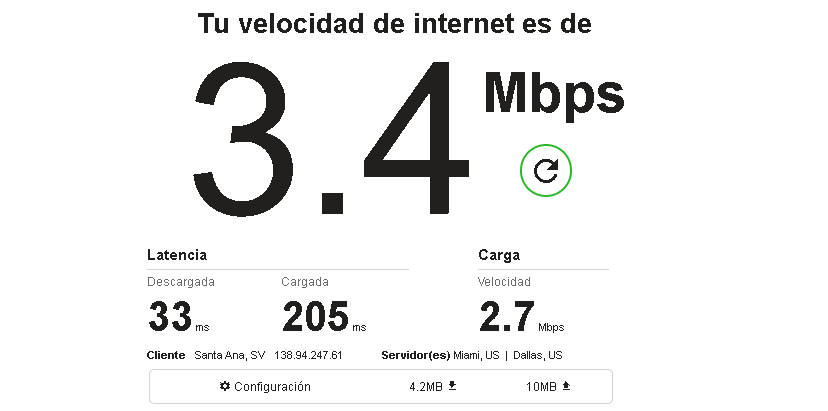 Tu velocidad de internet es de
3.4 Mbps
Latencia
Carga
Descargada Cargada
Velocidad
33 ms 205 ms
2.7 Mbps
Cliente Santa Ana, SV 138.94.247.61 Servidor(es) Miami, US | Dallas, US
Configuración 4.2MB 10MB